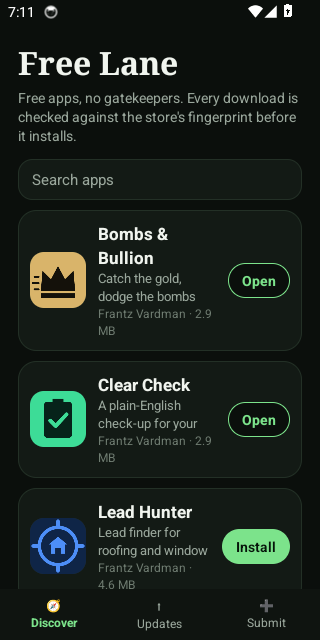 7:11
Free Lane
Free apps, no gatekeepers. Every download is
checked against the store's fingerprint before
it installs.
Search apps
Bombs &
Bullion
Catch the gold,
dodge the bombs
Frantz Vardman · 2.9
MB
Open
Clear Check
A plain-English
check-up for your
Frantz Vardman · 2.9
MB
Open
Lead Hunter
Lead finder for
roofing and window
Frantz Vardman ·
4.6 MB
Install
Discover
Updates
Submit